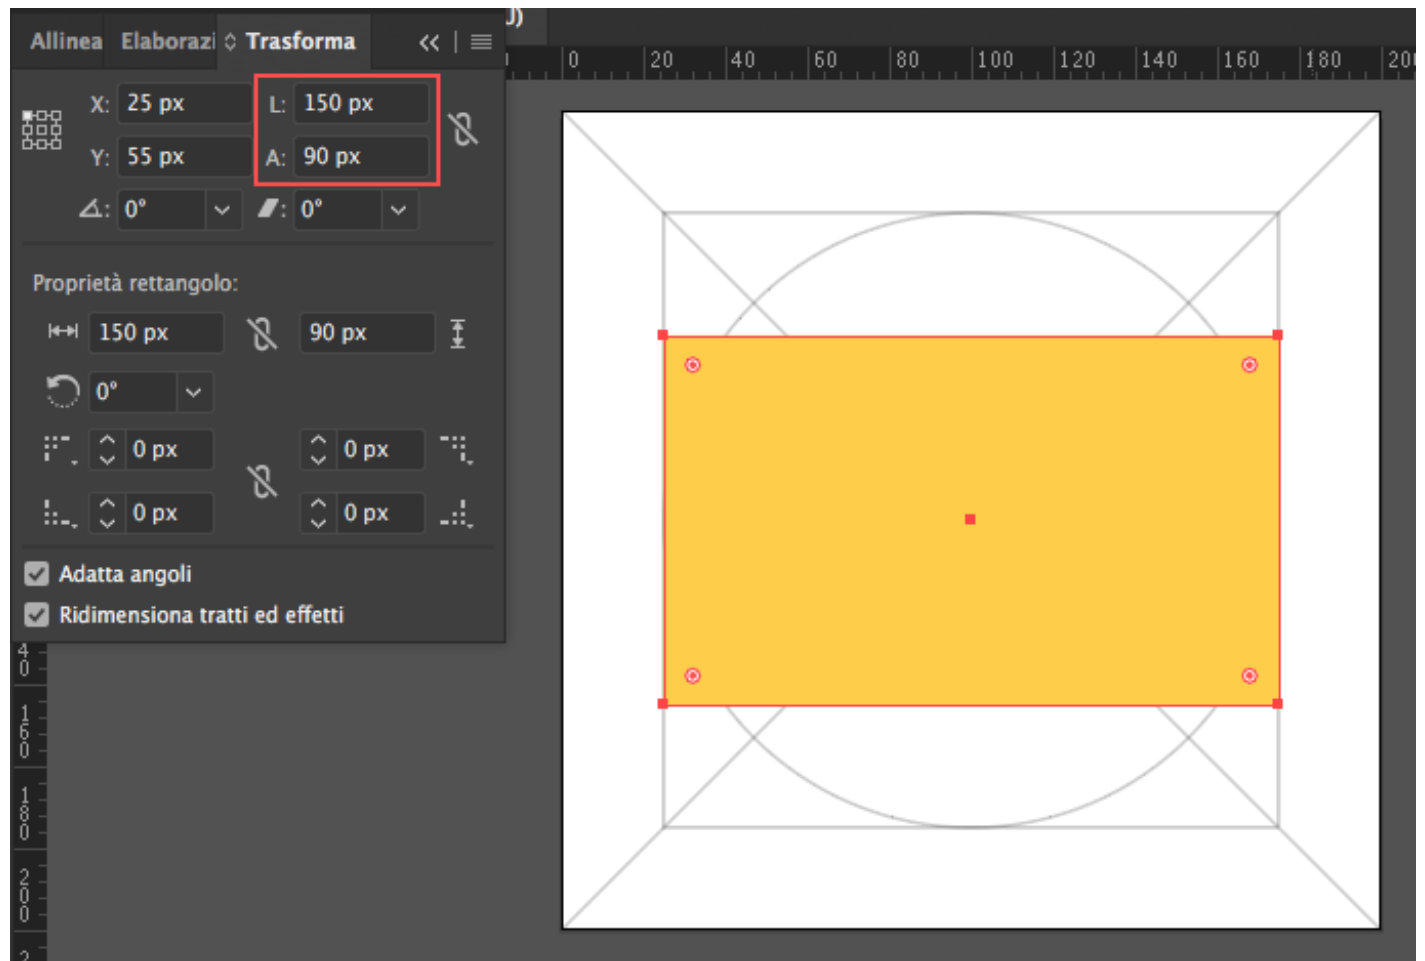 Allinea Elaborazi Trasforma
U)
0 20 40 60 80 100 120 140 160 180
X: 25 px L: 150 px
Y: 55 px A: 90 px
: 0° : 0°
Proprietà rettangolo:
150 px 90 px
0°
0 px 0 px
0 px 0 px
Adatta angoli
Ridimensiona tratti ed effetti
40
160
180
200
2